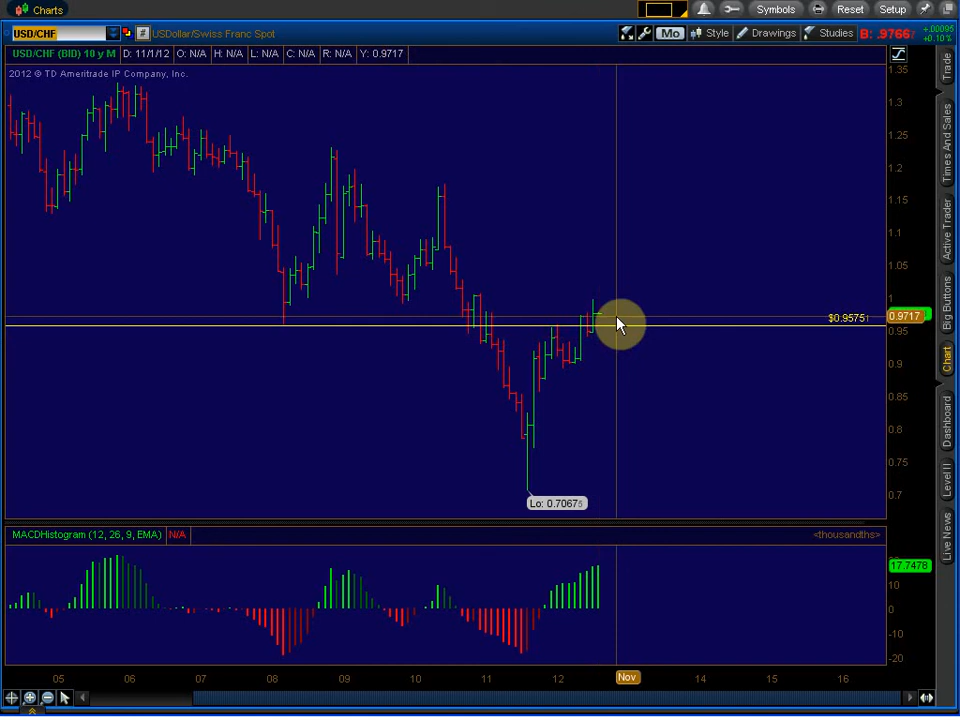 Charts
Symbols
Reset
Setup
USD/CHF
#
USDollar/Swiss Franc Spot
Mo
Style
Drawings
Studies
B: .9766
+.00095
+0.10%
USD/CHF (BID) 10 y M
D: 11/1/12
O: N/A
H: N/A
L: N/A
C: N/A
R: N/A
Y: 0.9717
2012 © TD Ameritrade IP Company, Inc.
1.35
1.3
1.25
1.2
1.15
1.1
1.05
1
$0.95751
0.9717
0.95
0.9
0.85
0.8
0.75
0.7
Lo: 0.70675
MACDHistogram (12, 26, 9, EMA)
N/A
<thousandths>
17.7478
10
0
-10
-20
05
06
07
08
09
10
11
12
Nov
14
15
16
Trade
Times And Sales
Active Trader
Big Buttons
Chart
Dashboard
Level II
Live News